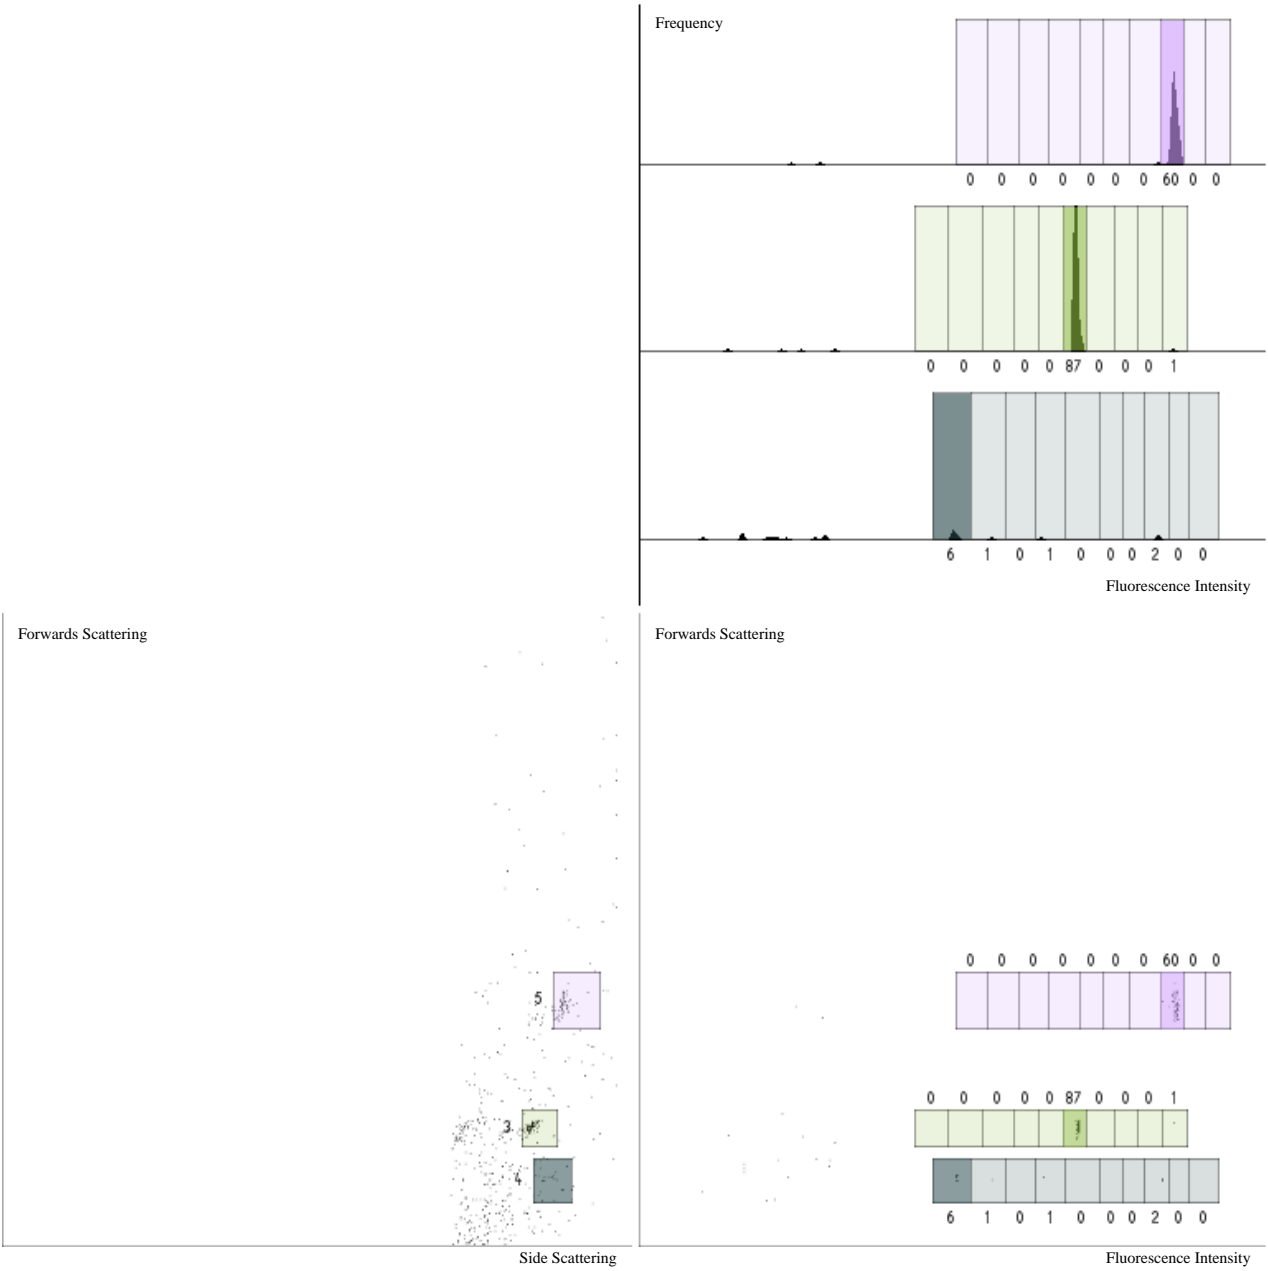 Frequency
0 0 0 0 0 0 0 60 0 0
0 0 0 0 0 87 0 0 0 1
6 1 0 1 0 0 0 2 0 0
Fluorescence Intensity
Forwards Scattering
5
3
4
Side Scattering
Forwards Scattering
0 0 0 0 0 0 0 60 0 0
0 0 0 0 0 87 0 0 0 1
6 1 0 1 0 0 0 2 0 0
Fluorescence Intensity